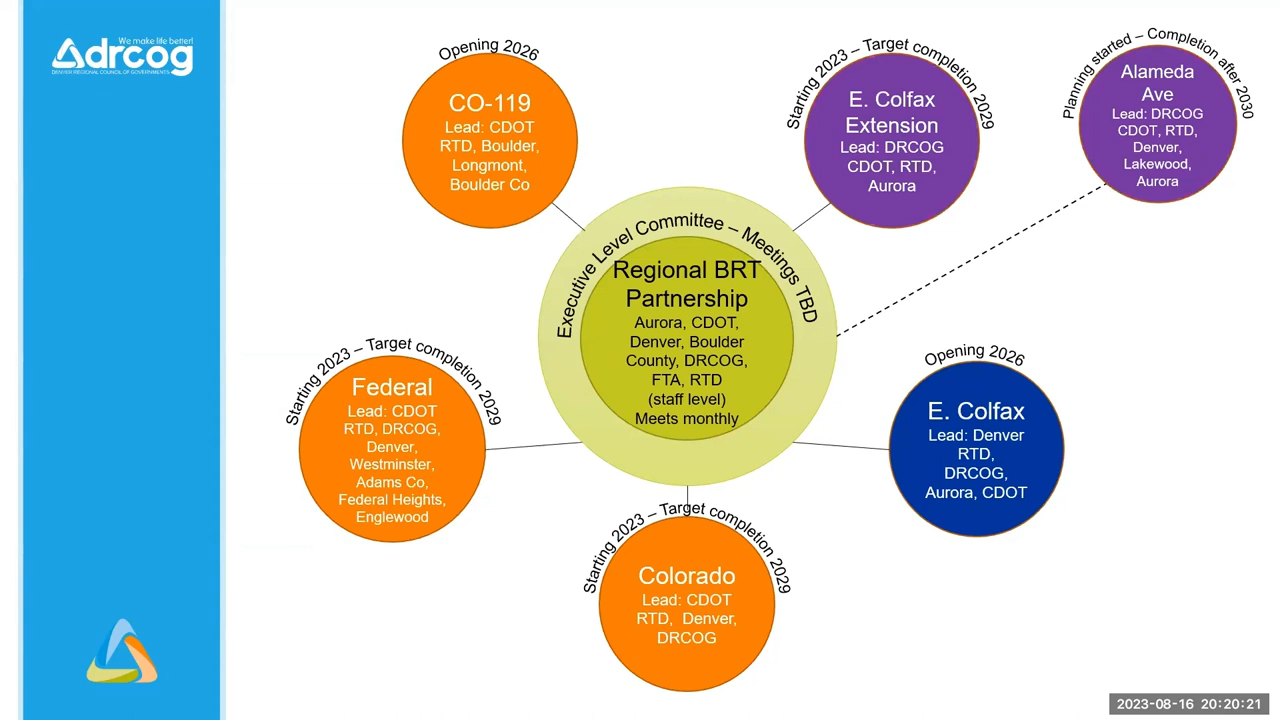 We make life better!
drcog
DENVER REGIONAL COUNCIL OF GOVERNMENTS
Opening 2026
CO-119
Lead: CDOT
RTD, Boulder,
Longmont,
Boulder Co
Starting 2023 – Target completion 2029
E. Colfax
Extension
Lead: DRCOG
CDOT, RTD,
Aurora
Planning started – Completion after 2030
Alameda
Ave
Lead: DRCOG
CDOT, RTD,
Denver,
Lakewood,
Aurora
Executive Level Committee – Meetings TBD
Regional BRT
Partnership
Aurora, CDOT,
Denver, Boulder
County, DRCOG,
FTA, RTD
(staff level)
Meets monthly
Starting 2023 – Target completion 2029
Federal
Lead: CDOT
RTD, DRCOG,
Denver,
Westminster,
Adams Co,
Federal Heights,
Englewood
Opening 2026
E. Colfax
Lead: Denver
RTD,
DRCOG,
Aurora, CDOT
Starting 2023 – Target completion 2029
Colorado
Lead: CDOT
RTD, Denver,
DRCOG
2023-08-16 20:20:21